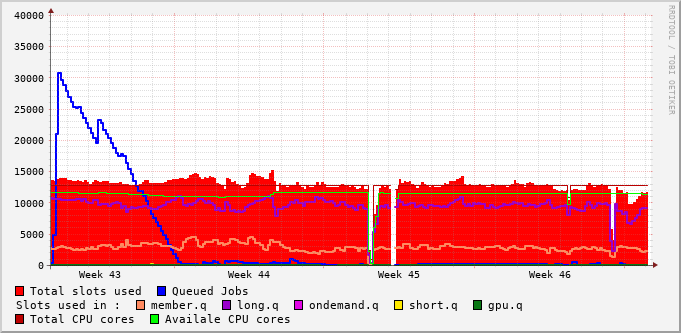 40000
35000
30000
25000
20000
15000
10000
5000
0
Week 43 Week 44 Week 45 Week 46
RRDTOOL / TOBI OETIKER
Total slots used Queued Jobs
Slots used in : member.q long.q ondemand.q short.q gpu.q
Total CPU cores Availale CPU cores